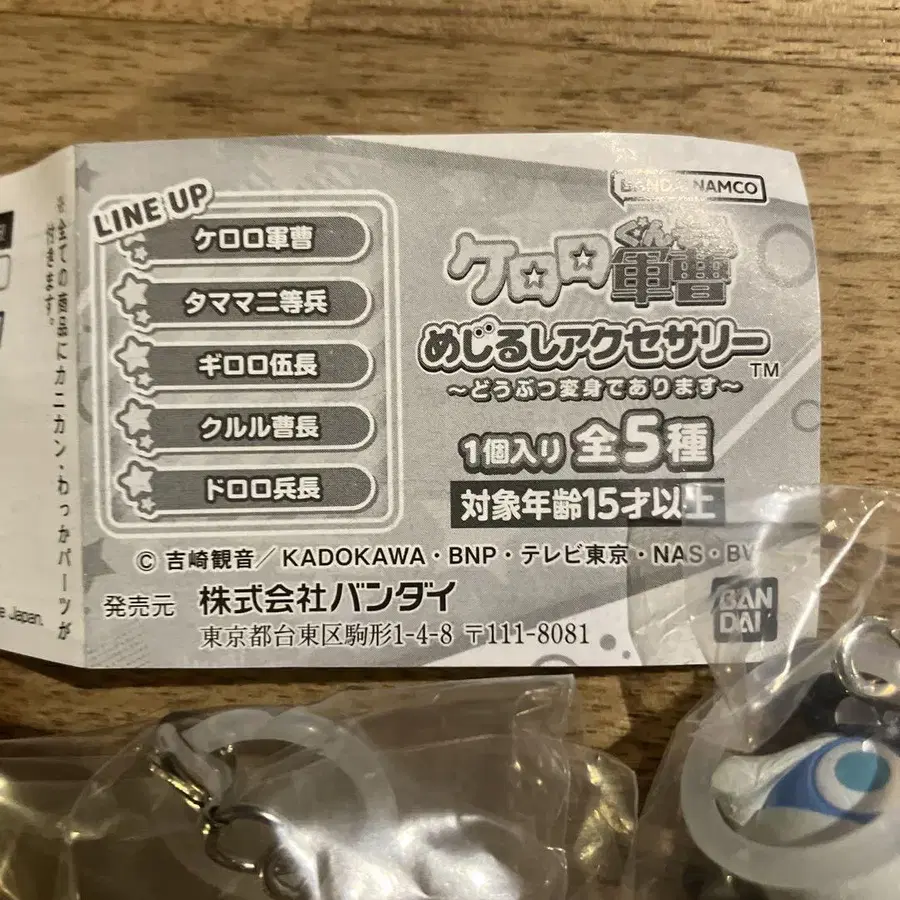 ※全ての商品にカニカン・わっかパーツが
付きます。
Japan.
LINE UP
ケロロ軍曹
タママ二等兵
ギロロ伍長
クルル曹長
ドロロ兵長
BANDAI NAMCO
ケロロ軍曹
めじるしアクセサリー™
〜どうぶつ変身であります〜
1個入り 全5種
対象年齢15才以上
© 吉崎観音/KADOKAWA・BNP・テレビ東京・NAS・BV
発売元 株式会社バンダイ
東京都台東区駒形1-4-8 〒111-8081
BAN
DAI